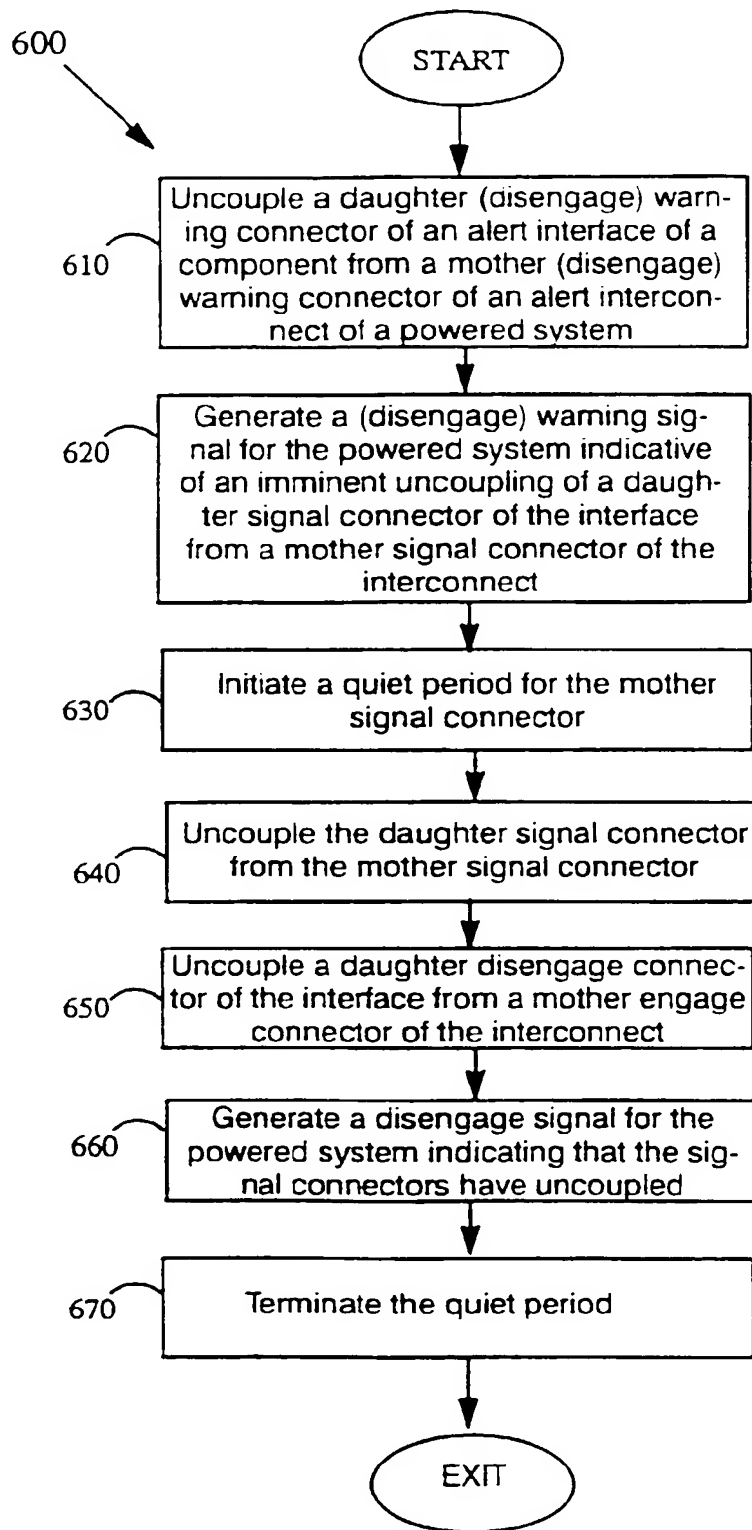 600
START
610
Uncouple a daughter (disengage) warn-
ing connector of an alert interface of a
component from a mother (disengage)
warning connector of an alert intercon-
nect of a powered system
620
Generate a (disengage) warning sig-
nal for the powered system indicative
of an imminent uncoupling of a daugh-
ter signal connector of the interface
from a mother signal connector of the
interconnect
630
Initiate a quiet period for the mother
signal connector
640
Uncouple the daughter signal connector
from the mother signal connector
650
Uncouple a daughter disengage connec-
tor of the interface from a mother engage
connector of the interconnect
660
Generate a disengage signal for the
powered system indicating that the sig-
nal connectors have uncoupled
670
Terminate the quiet period
EXIT